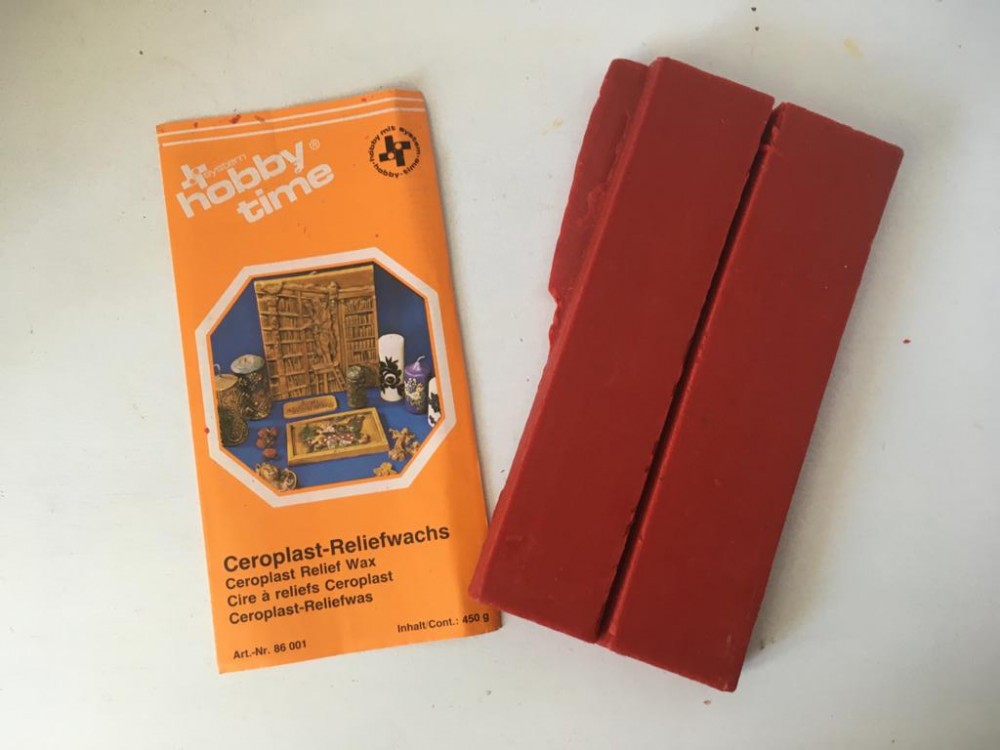 system
hobby®
time
hobby mit system
hobby-time
Ceroplast-Reliefwachs
Ceroplast Relief Wax
Cire à reliefs Ceroplast
Ceroplast-Reliefwas
Art.-Nr. 86 001
Inhalt/Cont.: 450 g